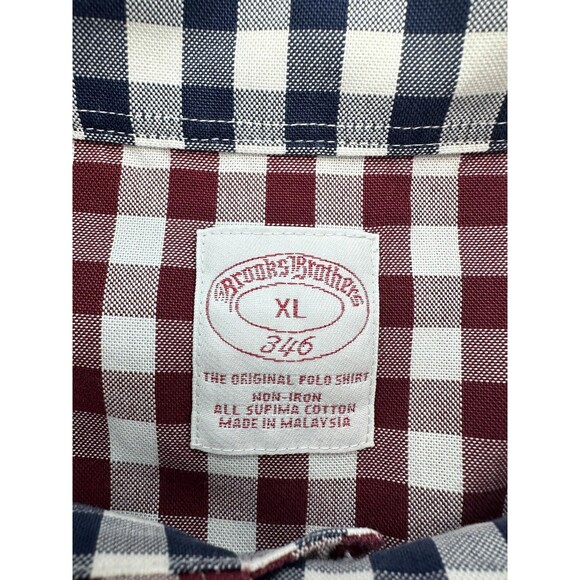 Brooks Brothers
XL
346
THE ORIGINAL POLO SHIRT
NON-IRON
ALL SUPIMA COTTON
MADE IN MALAYSIA